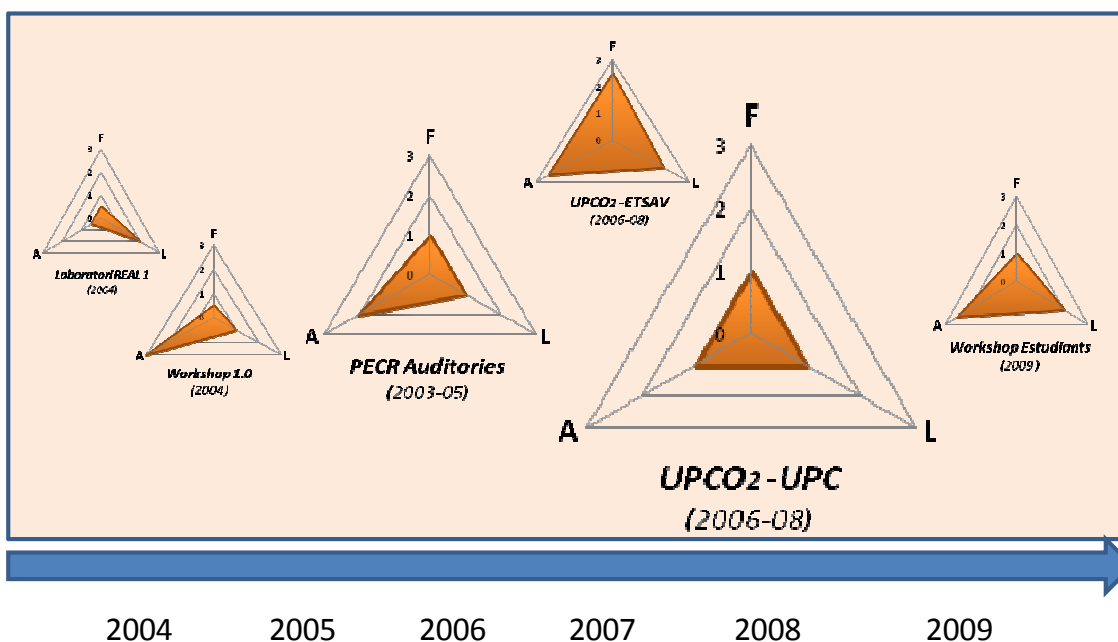 F
3
2
1
0
A
L
LaboratoriREAL 1
(2004)
F
3
2
1
0
A
L
Workshop 1.0
(2004)
F
3
2
1
0
A
L
PECR Auditories
(2003-05)
F
3
2
1
0
A
L
UPCO2 -ETSAV
(2006-08)
F
3
2
1
0
A
L
UPCO2 - UPC
(2006-08)
F
3
2
1
0
A
L
Workshop Estudiants
(2009)
2004 2005 2006 2007 2008 2009